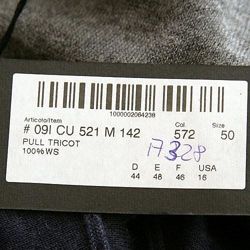 1000002064238
Articolo/Item Col Size
# 09I CU 521 M 142 572 50
PULL TRICOT
100%WS
17328
D E F USA
44 48 46 16